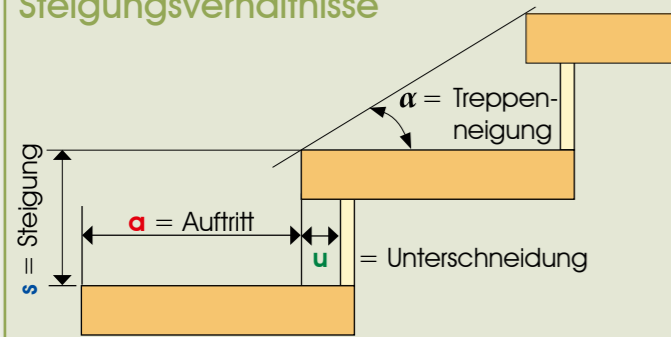 Steigungsverhältnisse
α = Treppen-
neigung
s = Steigung
a = Auftritt
u = Unterschneidung